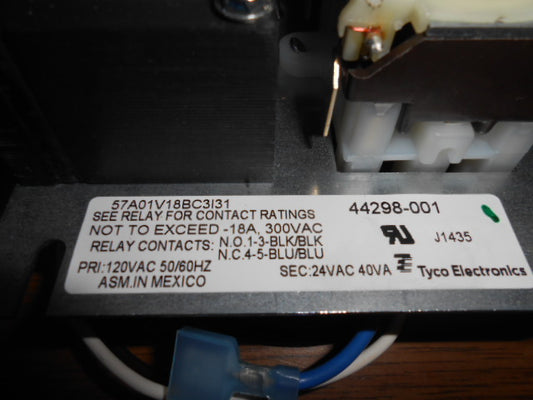 57A01V18BC3I31
SEE RELAY FOR CONTACT RATINGS
NOT TO EXCEED -18A, 300VAC
RELAY CONTACTS: N.O.1-3-BLK/BLK
N.C.4-5-BLU/BLU
PRI:120VAC 50/60HZ SEC:24VAC 40VA
ASM.IN MEXICO
44298-001
J1435
Tyco Electronics